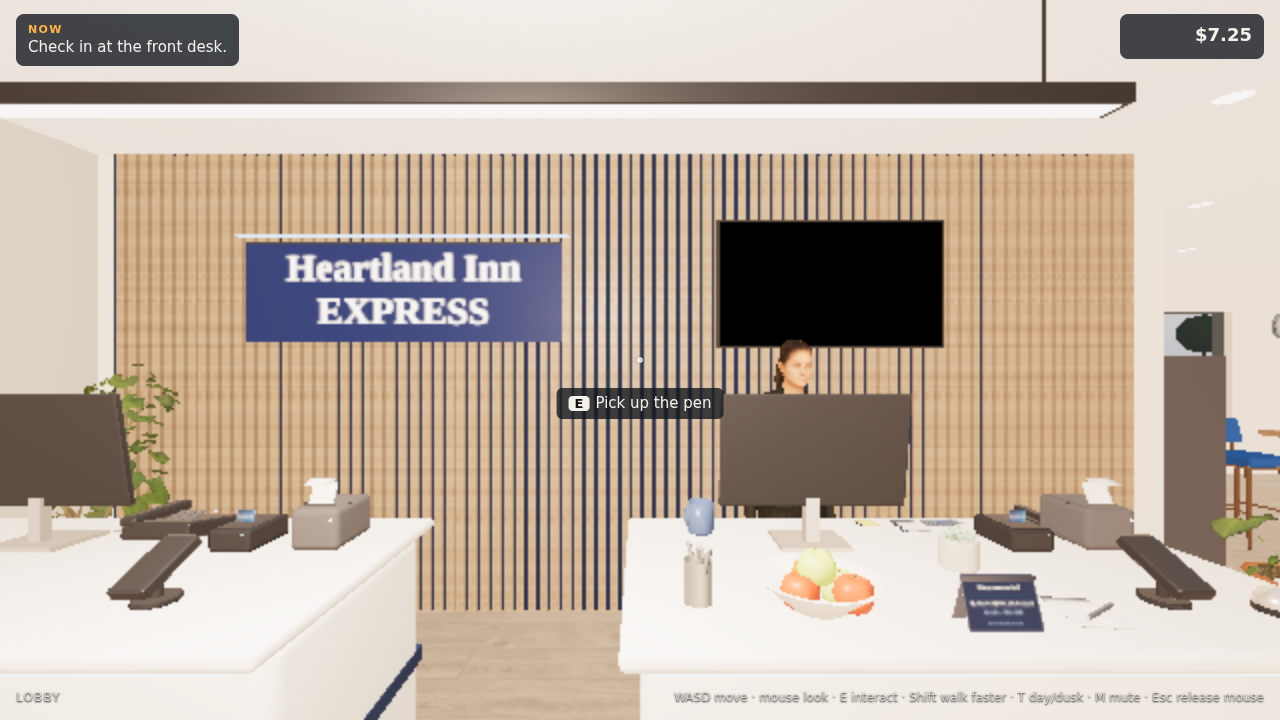 NOW
Check in at the front desk.
$7.25
Heartland Inn
EXPRESS
E Pick up the pen
LOBBY
WASD move · mouse look · E interact · Shift walk faster · T day/dusk · M mute · Esc release mouse